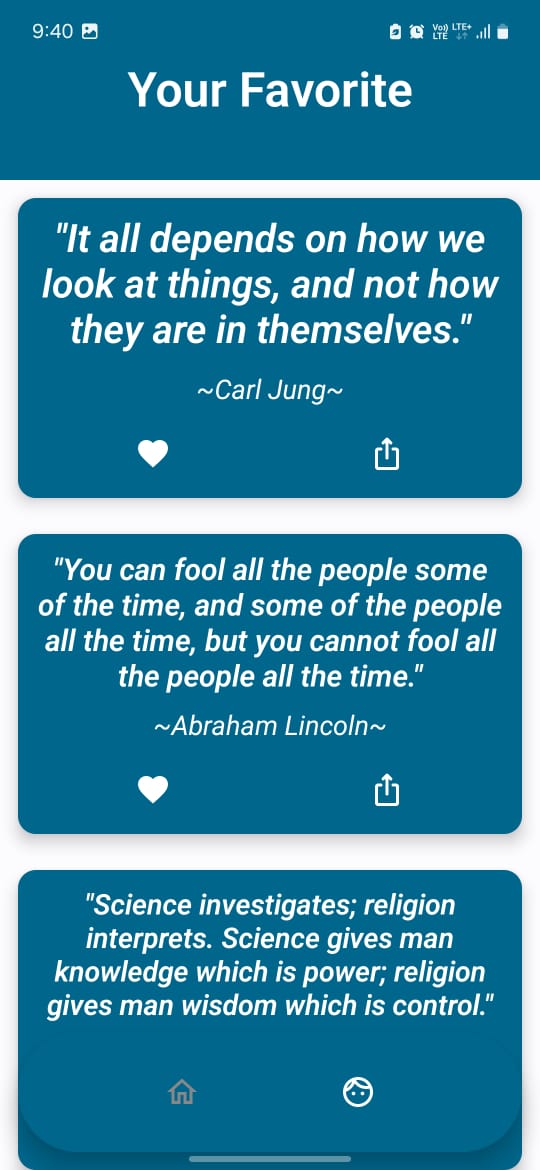 9:40
Vo)) LTE+
LTE
Your Favorite
"It all depends on how we
look at things, and not how
they are in themselves."
~Carl Jung~
"You can fool all the people some
of the time, and some of the people
all the time, but you cannot fool all
the people all the time."
~Abraham Lincoln~
"Science investigates; religion
interprets. Science gives man
knowledge which is power; religion
gives man wisdom which is control."